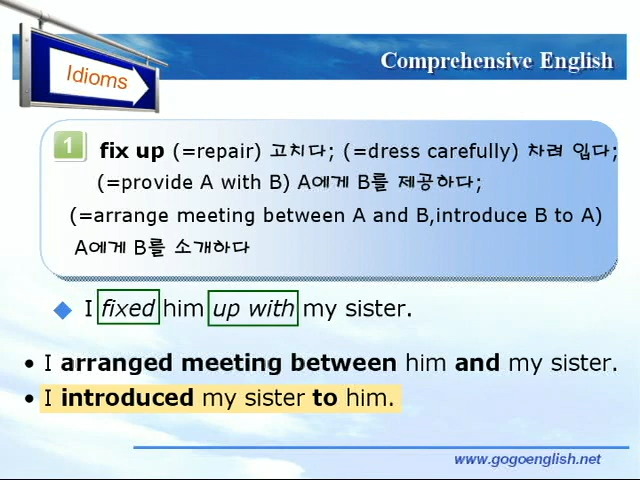 Idioms
Comprehensive English
1
fix up (=repair) 고치다; (=dress carefully) 차려 입다;
(=provide A with B) A에게 B를 제공하다;
(=arrange meeting between A and B,introduce B to A)
A에게 B를 소개하다
I fixed him up with my sister.
• I arranged meeting between him and my sister.
• I introduced my sister to him.
www.gogoenglish.net